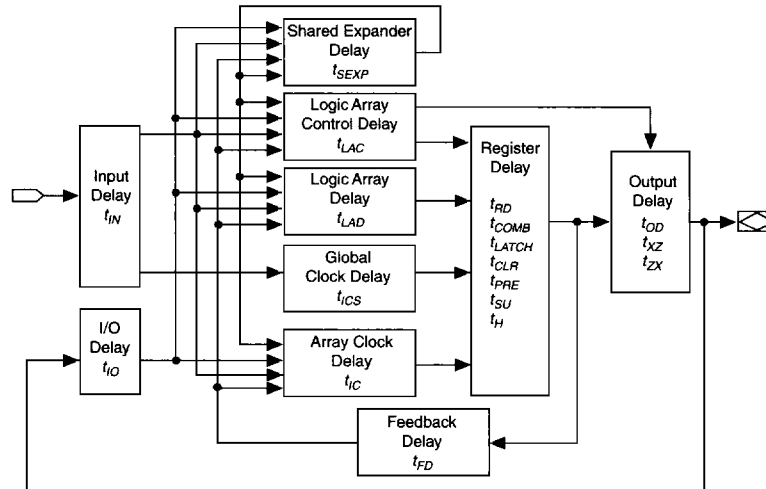 Shared Expander
Delay
tSEXP
Logic Array
Control Delay
tLAC
Input
Delay
tIN
Logic Array
Delay
tLAD
Register
Delay
tRD
tCOMB
tLATCH
tCLR
tPRE
tSU
tH
Output
Delay
tOD
tXZ
tZX
Global
Clock Delay
tICS
I/O
Delay
tIO
Array Clock
Delay
tIC
Feedback
Delay
tFD